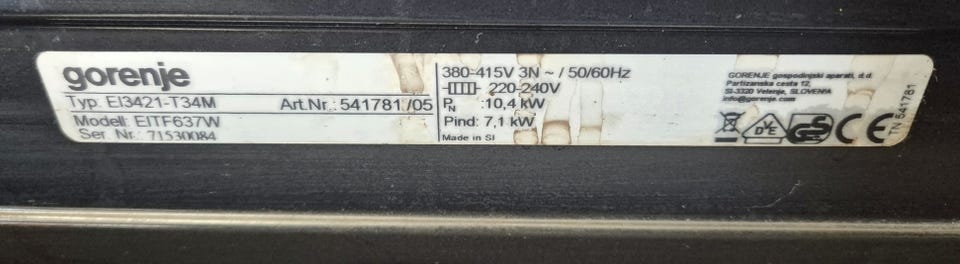 gorenje
Typ: EI3421-T34M Art.Nr.: 541781 /05
Modell: EITF637W
Ser. Nr.: 71530084
380-415V 3N ~ / 50/60Hz
220-240V
PN :10,4 kW
Pind: 7,1 kW
Made in SI
GORENJE gospodinjski aparati, d.d.
Partizanska cesta 12,
SI-3320 Velenje, SLOVENIA
info@gorenje.com
VDE GS CE
TN 541781